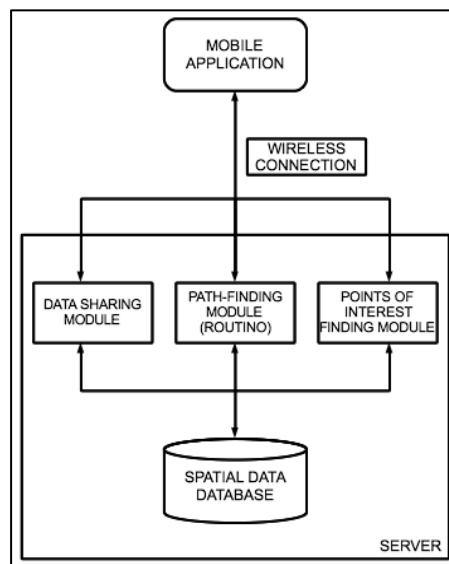 MOBILE
APPLICATION
WIRELESS
CONNECTION
DATA SHARING
MODULE
PATH-FINDING
MODULE
(ROUTINO)
POINTS OF
INTEREST
FINDING MODULE
SPATIAL DATA
DATABASE
SERVER